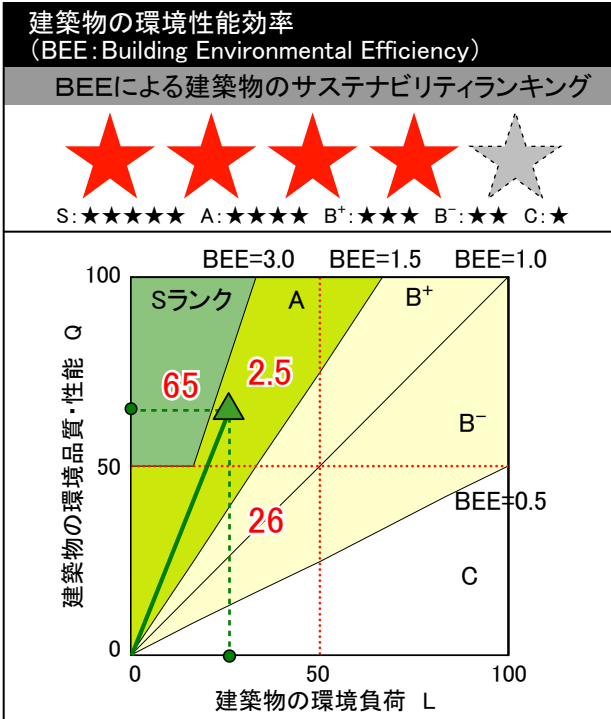 建築物の環境性能効率
(BEE:Building Environmental Efficiency)
BEEによる建築物のサステナビリティランキング
S:★★★★★ A:★★★★ B+:★★★ B-:★★ C:★
BEE=3.0 BEE=1.5 BEE=1.0
100
Sランク A B+
65 2.5
B-
50
BEE=0.5
26
C
0
0 50 100
建築物の環境品質・性能 Q
建築物の環境負荷 L